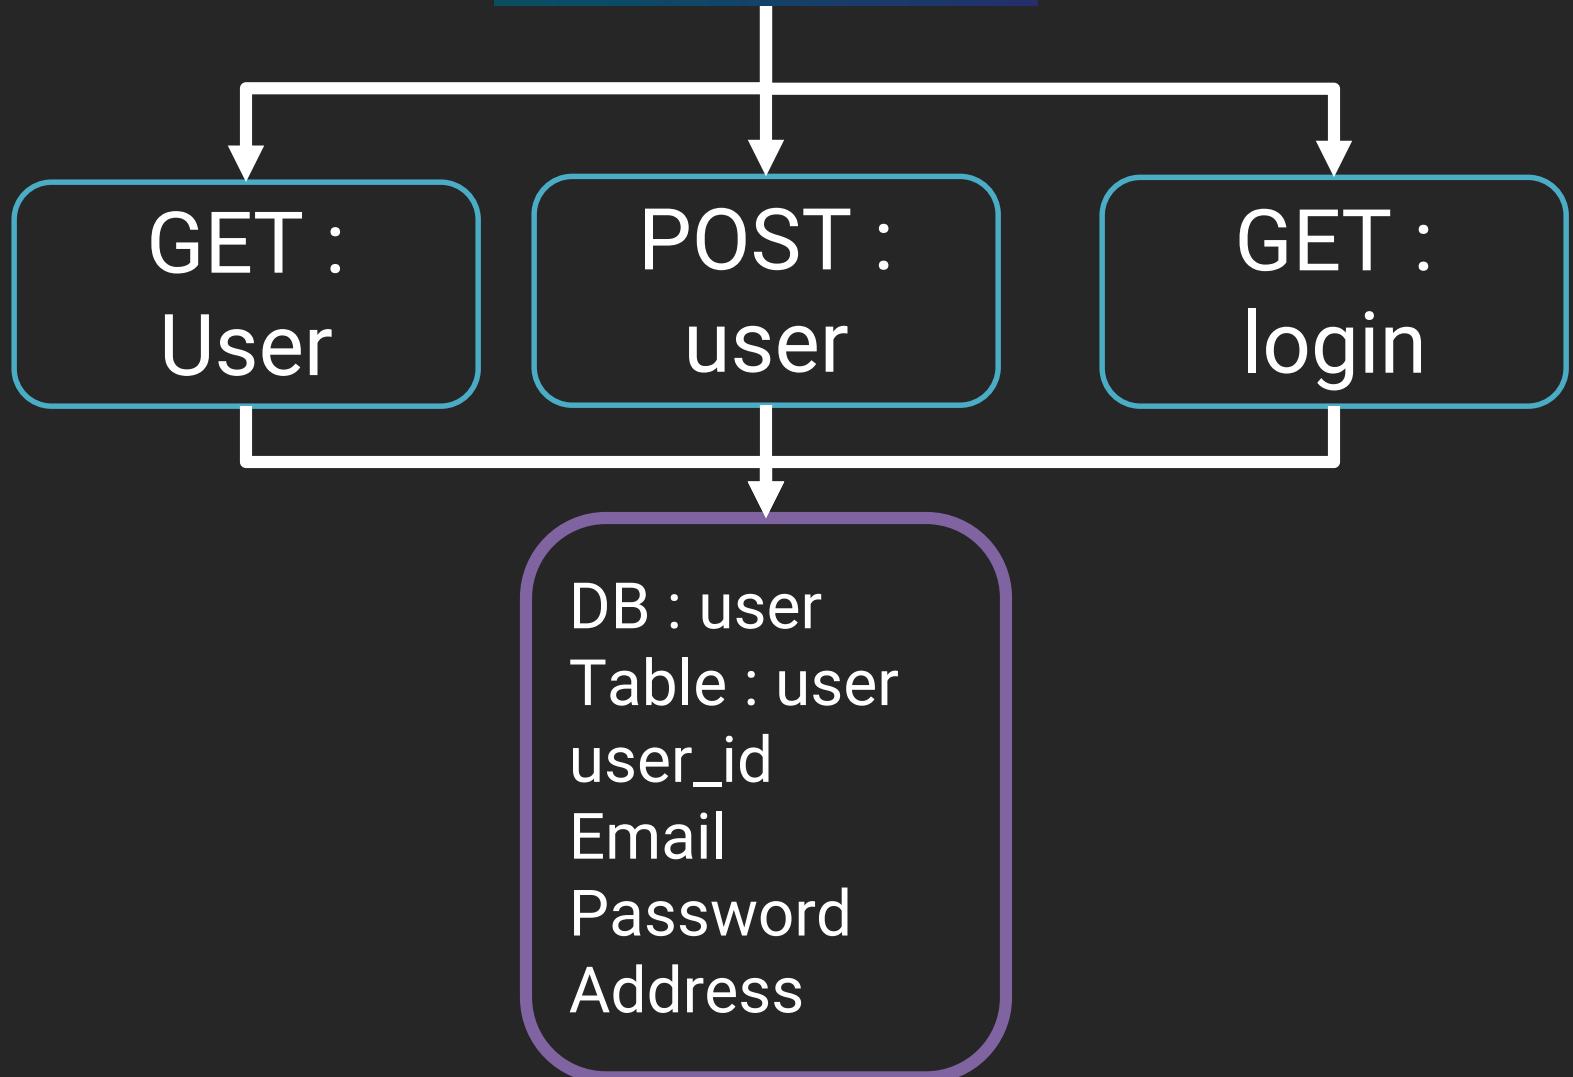 GET :
User
POST :
user
GET :
login
DB : user
Table : user
user_id
Email
Password
Address